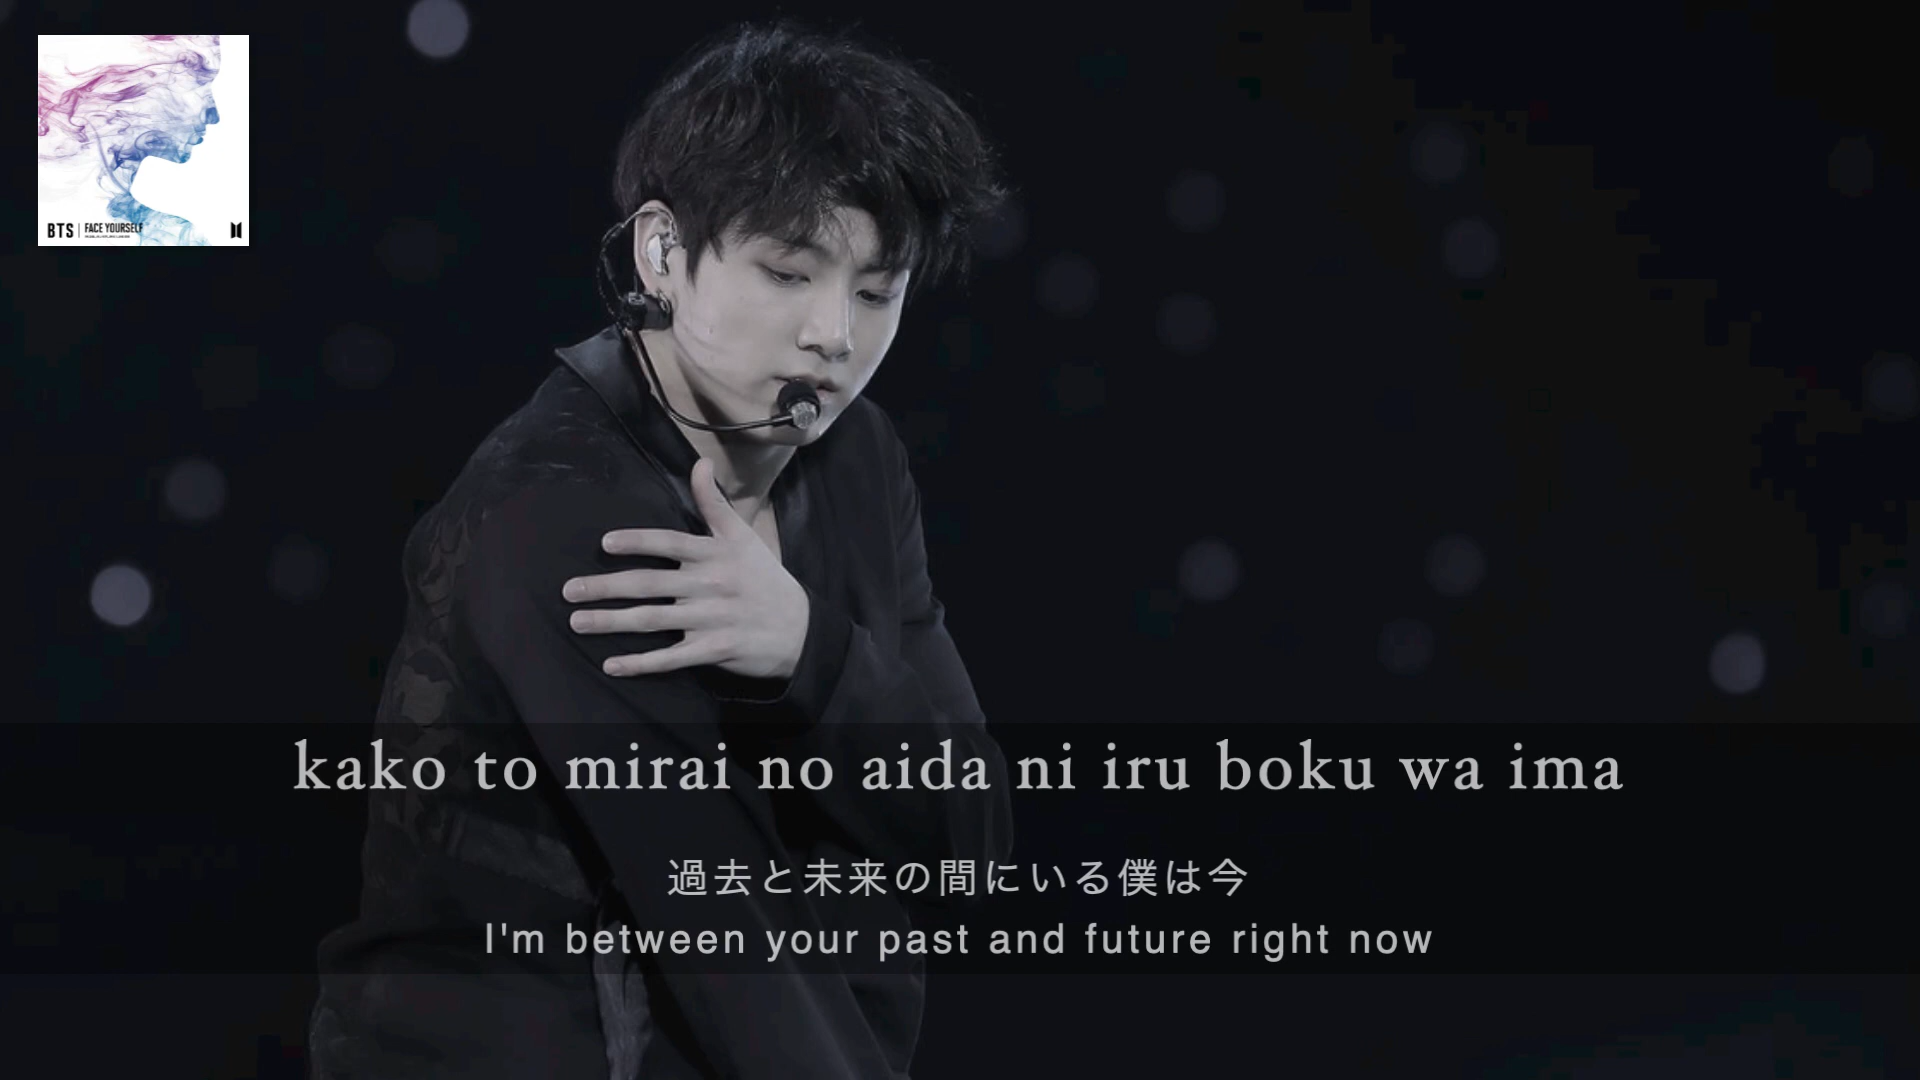 BTS | FACE YOURSELF
kako to mirai no aida ni iru boku wa ima
過去と未来の間にいる僕は今
I'm between your past and future right now